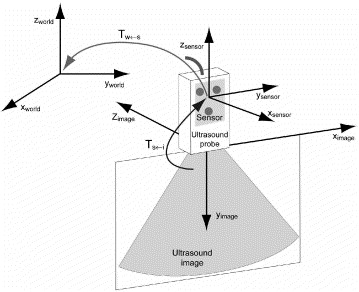 z_world
T_w←s
z_sensor
y_world
x_world
y_sensor
Sensor
x_sensor
z_image
Ultrasound
probe
x_image
T_s←i
y_image
Ultrasound
image